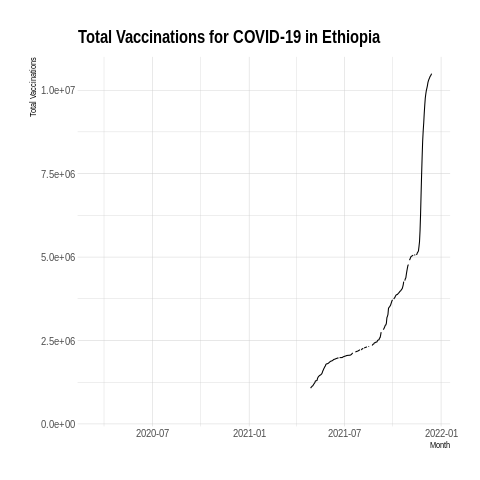 Total Vaccinations for COVID-19 in Ethiopia
Total Vaccinations
1.0e+07
7.5e+06
5.0e+06
2.5e+06
0.0e+00
2020-07 2021-01 2021-07 2022-01
Month